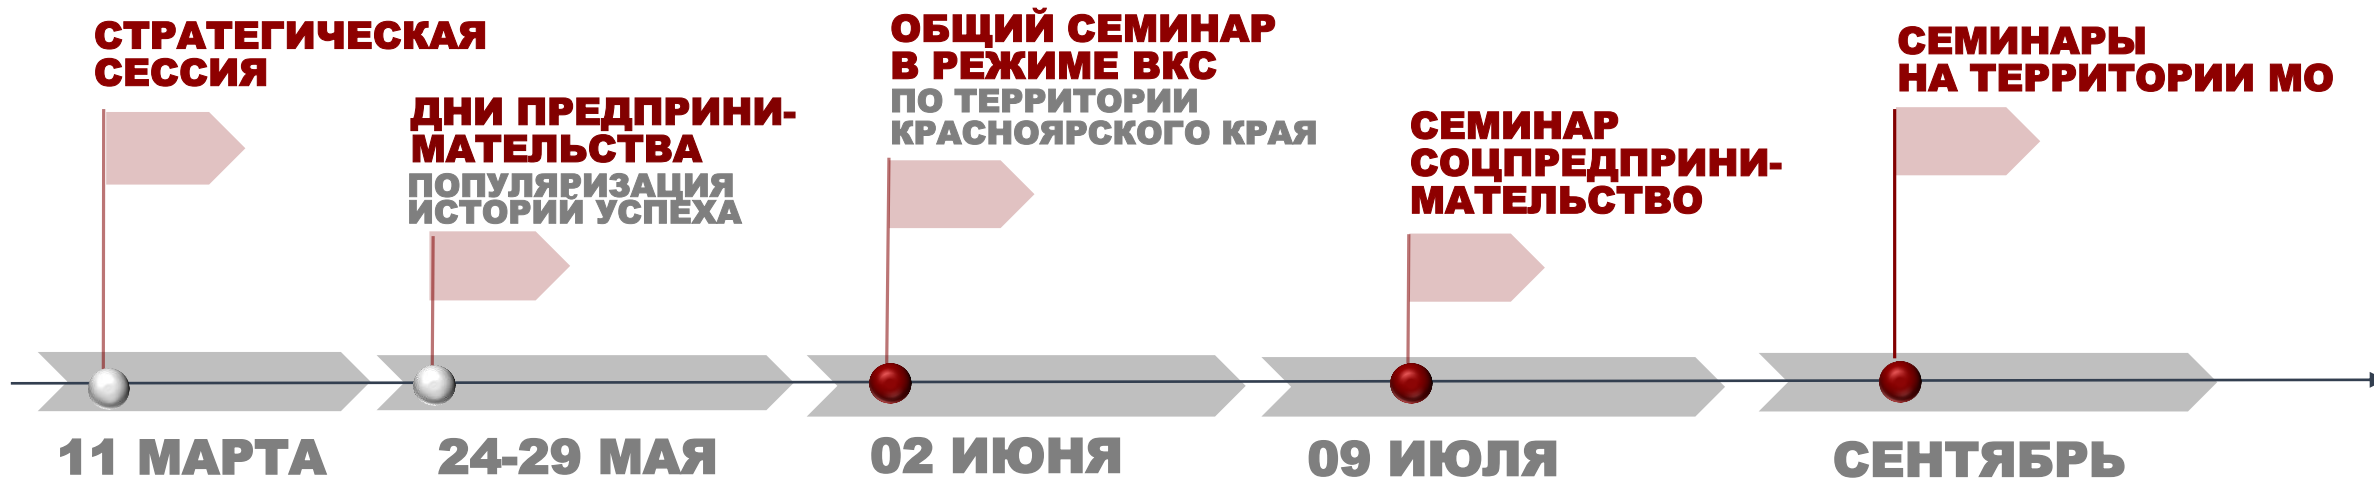 СТРАТЕГИЧЕСКАЯ
СЕССИЯ
ДНИ ПРЕДПРИНИ-
МАТЕЛЬСТВА
ПОПУЛЯРИЗАЦИЯ
ИСТОРИЙ УСПЕХА
ОБЩИЙ СЕМИНАР
В РЕЖИМЕ ВКС
ПО ТЕРРИТОРИИ
КРАСНОЯРСКОГО КРАЯ
СЕМИНАР
СОЦПРЕДПРИНИ-
МАТЕЛЬСТВО
СЕМИНАРЫ
НА ТЕРРИТОРИИ МО
11 МАРТА
24-29 МАЯ
02 ИЮНЯ
09 ИЮЛЯ
СЕНТЯБРЬ